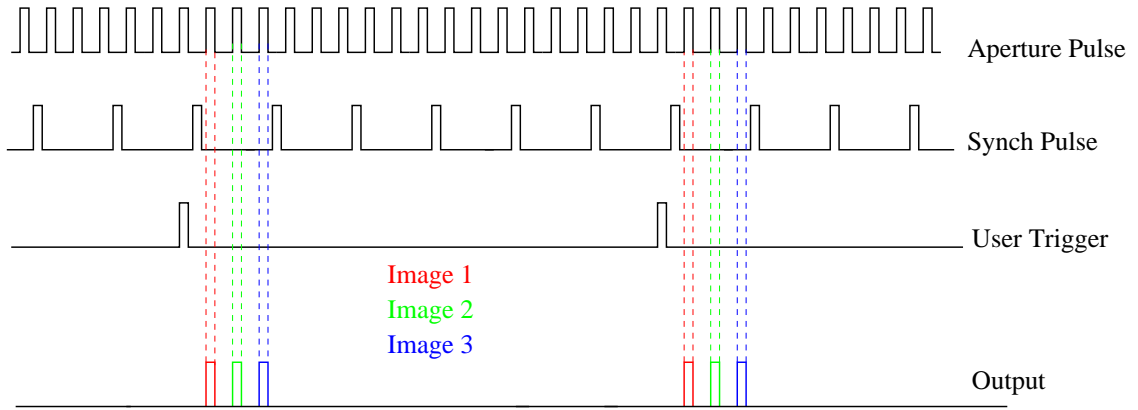 Aperture Pulse
Synch Pulse
User Trigger
Image 1
Image 2
Image 3
Output